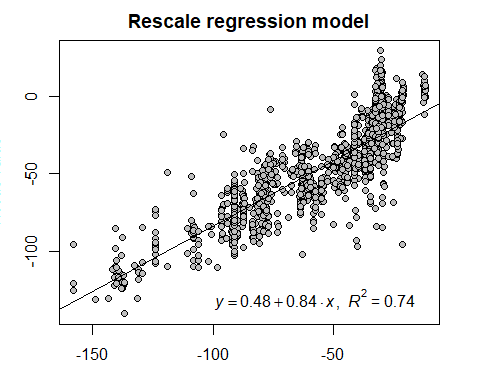 Rescale regression model
0
-50
-100
y = 0.48 + 0.84 · x, R² = 0.74
-150 -100 -50